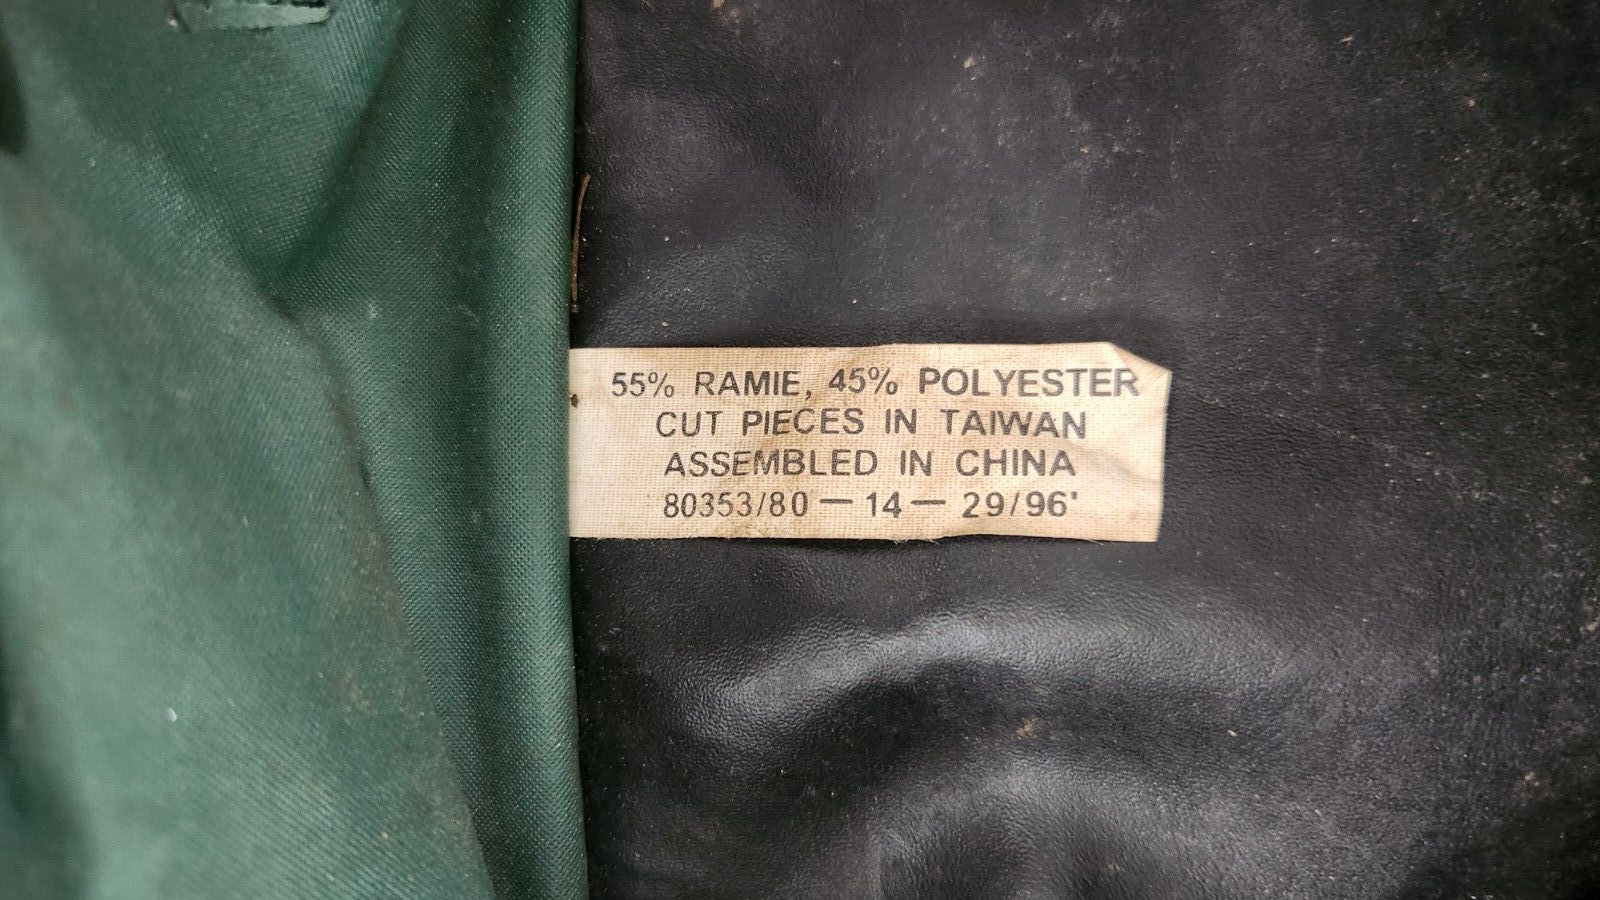 55% RAMIE, 45% POLYESTER
CUT PIECES IN TAIWAN
ASSEMBLED IN CHINA
80353/80 — 14 — 29/96'